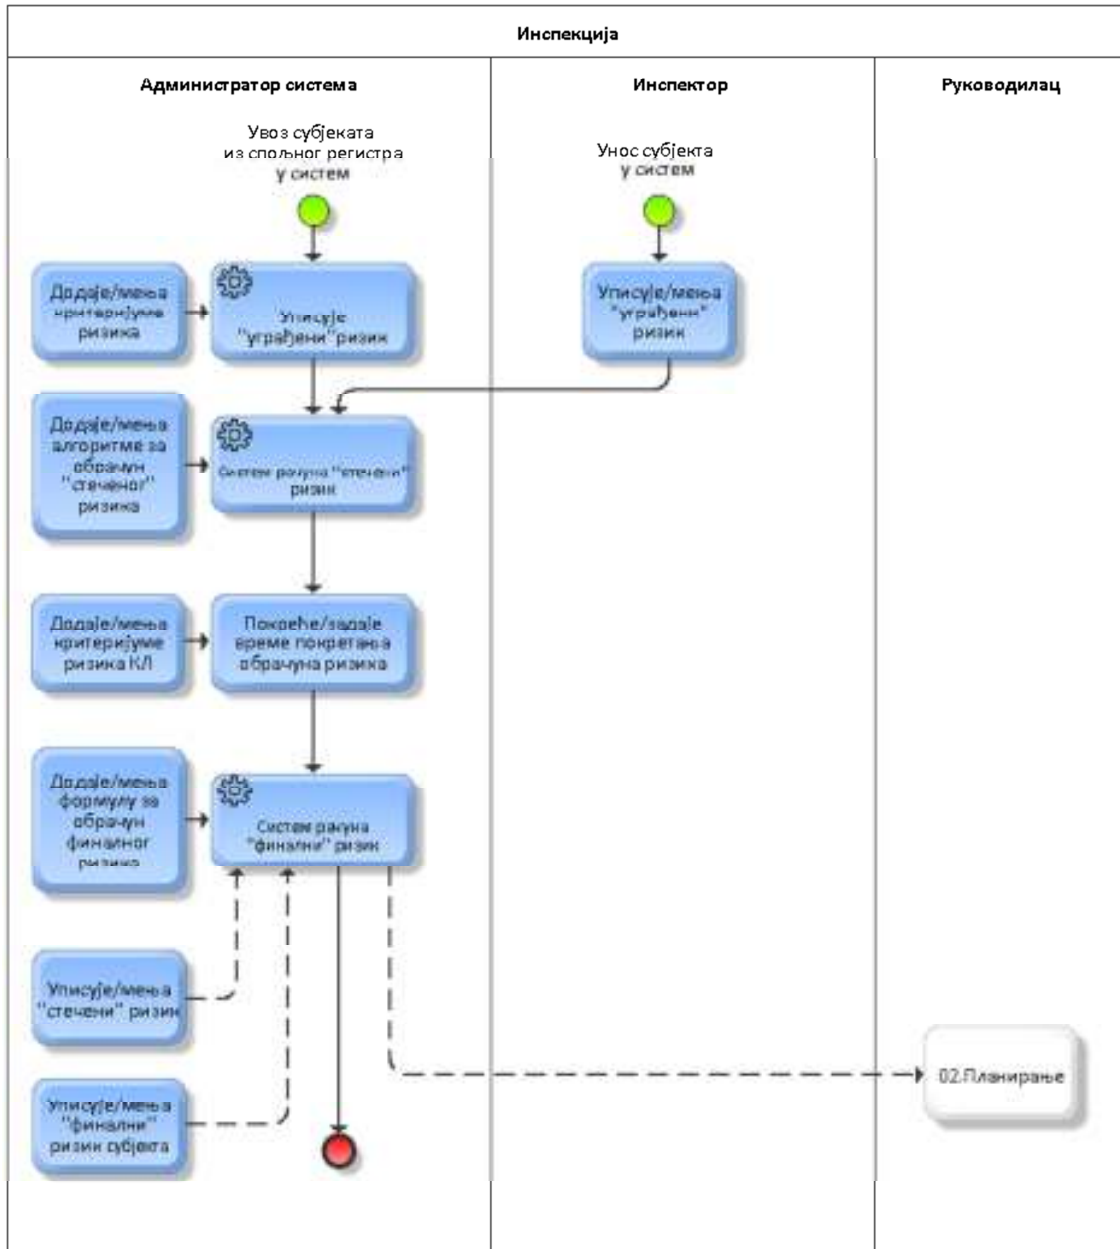 Инспекција
Администратор система
Инспектор
Руководилац
Увоз субјеката
из спољног регистра
у систем
Унос субјекта
у систем
Додаје/мења
критеријуме
ризика
Уписује
"уграђени"ризик
Уписује/мења
"уграђени"
ризик
Додаје/мења
алгоритме за
обрачун
"стеченог"
ризика
Систем рачуна "стечени"
ризик
Додаје/мења
критеријуме
ризика КЛ
Покреће/задаје
време покретања
обрачуна ризика
Додаје/мења
формулу за
обрачун
финалног
ризика
Систем рачуна
"финални" ризик
Уписује/мења
"стечени" ризик
02.Планирање
Уписује/мења
"финални"
ризик субјекта